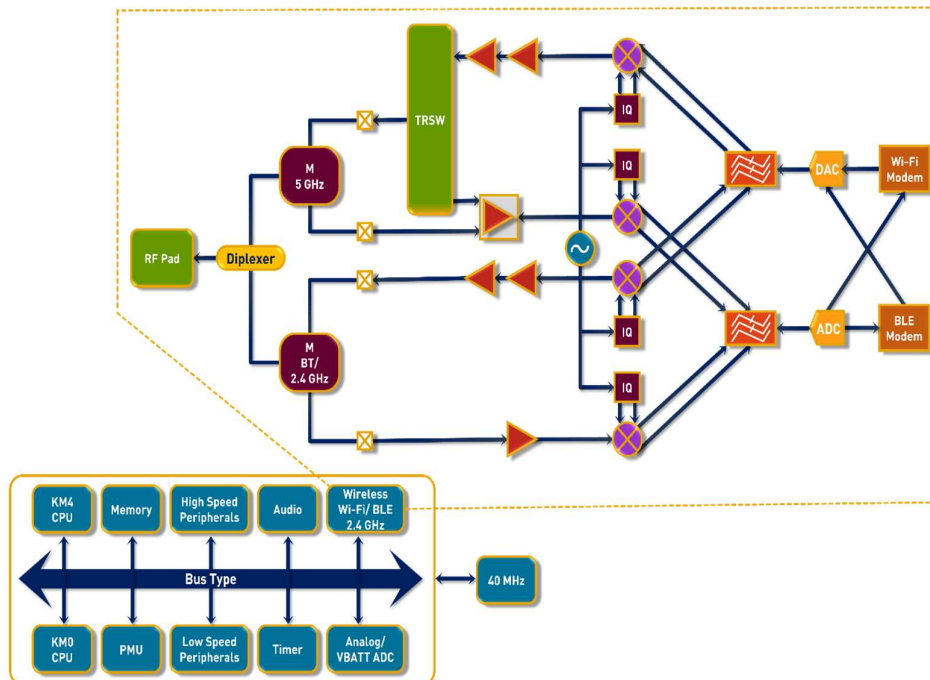 TRSW
IQ
M
5 GHz
IQ
DAC
Wi-Fi
Modem
RF Pad
Diplexer
IQ
ADC
BLE
Modem
M
BT/
2.4 GHz
IQ
KM4
CPU
Memory
High Speed
Peripherals
Audio
Wireless
Wi-Fi/ BLE
2.4 GHz
Bus Type
40 MHz
KM0
CPU
PMU
Low Speed
Peripherals
Timer
Analog/
VBATT ADC